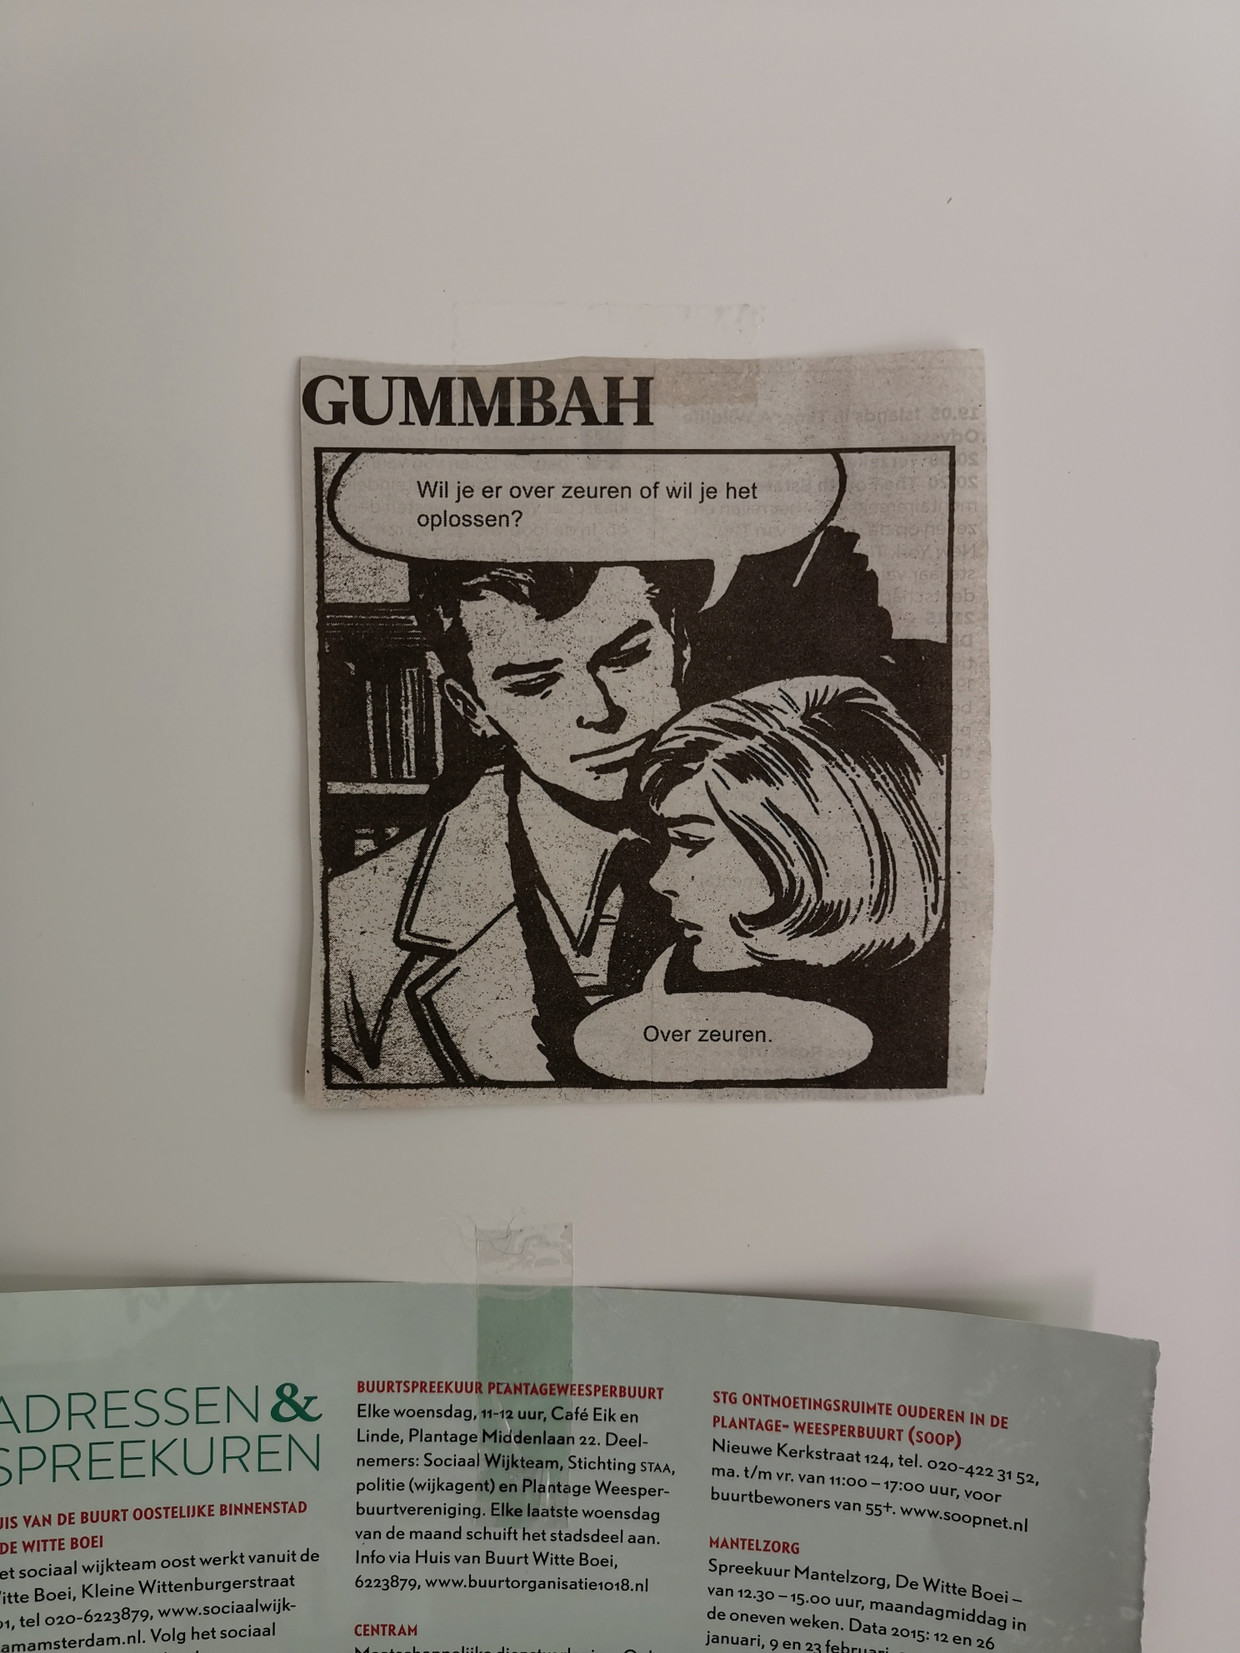 GUMMBAH
Wil je er over zeuren of wil je het
oplossen?
Over zeuren.
ADRESSEN &
SPREEKUREN
UIS VAN DE BUURT OOSTELIJKE BINNENSTAD
DE WITTE BOEI
et sociaal wijkteam oost werkt vanuit de
itte Boei, Kleine Wittenburgerstraat
01, tel 020-6223879, www.sociaalwijk-
amamsterdam.nl. Volg het sociaal
BUURTSPREEKUUR PLANTAGEWEESPERBUURT
Elke woensdag, 11-12 uur, Café Eik en
Linde, Plantage Middenlaan 22. Deel-
nemers: Sociaal Wijkteam, Stichting STAA,
politie (wijkagent) en Plantage Weesper-
buurtvereniging. Elke laatste woensdag
van de maand schuift het stadsdeel aan.
Info via Huis van Buurt Witte Boei,
6223879, www.buurtorganisatie1018.nl
CENTRAM
STG ONTMOETINGSRUIMTE OUDEREN IN DE
PLANTAGE- WEESPERBUURT (SOOP)
Nieuwe Kerkstraat 124, tel. 020-422 31 52,
ma. t/m vr. van 11:00 – 17:00 uur, voor
buurtbewoners van 55+. www.soopnet.nl
MANTELZORG
Spreekuur Mantelzorg, De Witte Boei –
van 12.30 – 15.00 uur, maandagmiddag in
de oneven weken. Data 2015: 12 en 26
januari, 9 en 23 februari